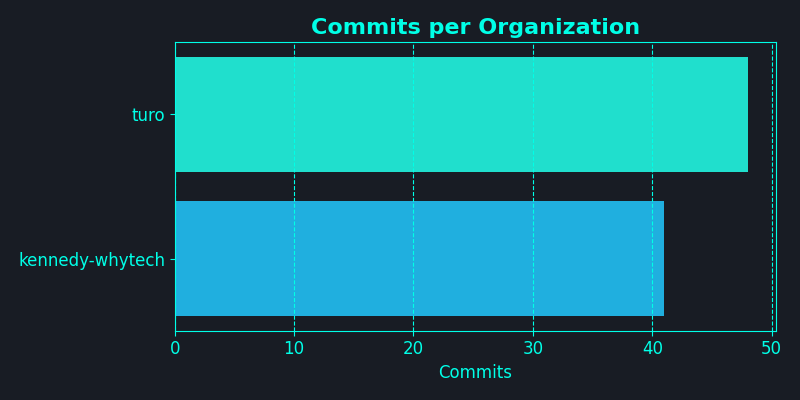 Commits per Organization
turo
kennedy-whytech
0 10 20 30 40 50
Commits